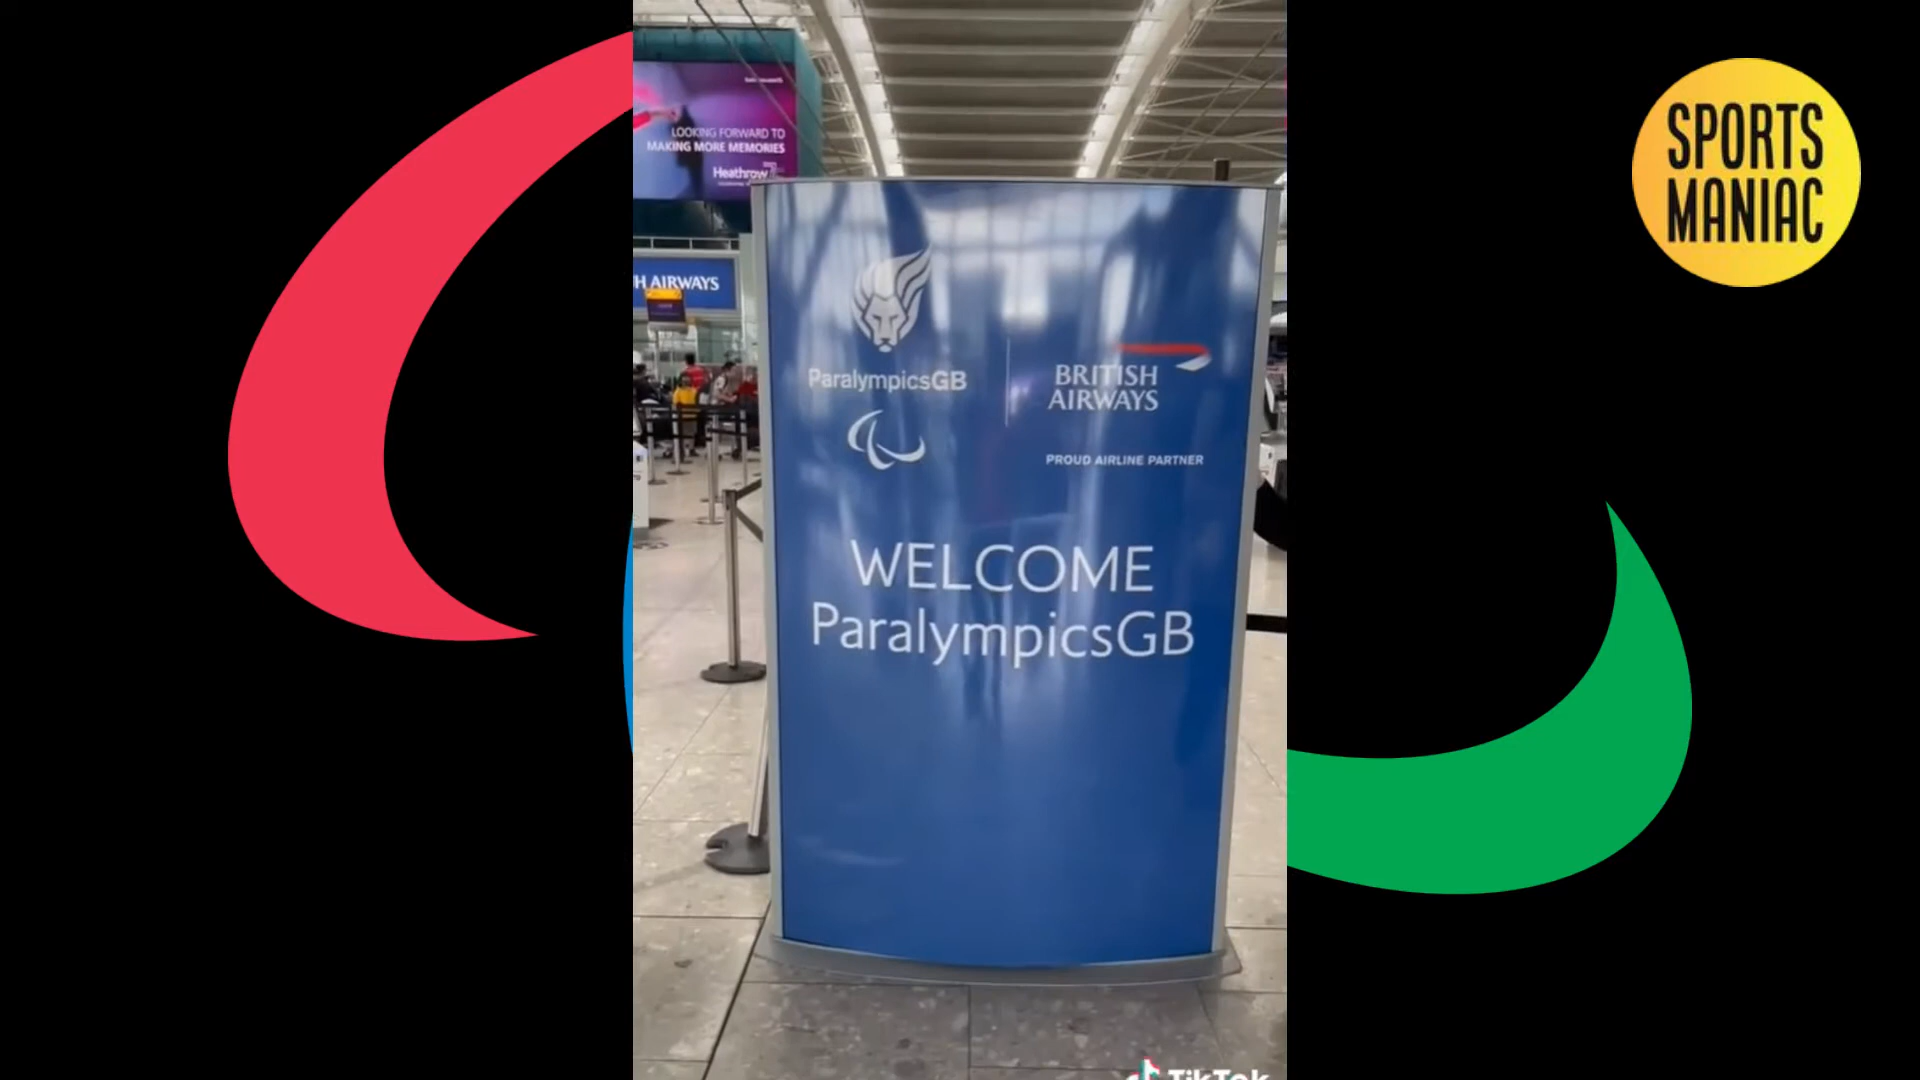 SPORTS
MANIAC
LOOKING FORWARD TO
MAKING MORE MEMORIES
Heathrow
H AIRWAYS
ParalympicsGB
BRITISH
AIRWAYS
PROUD AIRLINE PARTNER
WELCOME
ParalympicsGB
TikTok